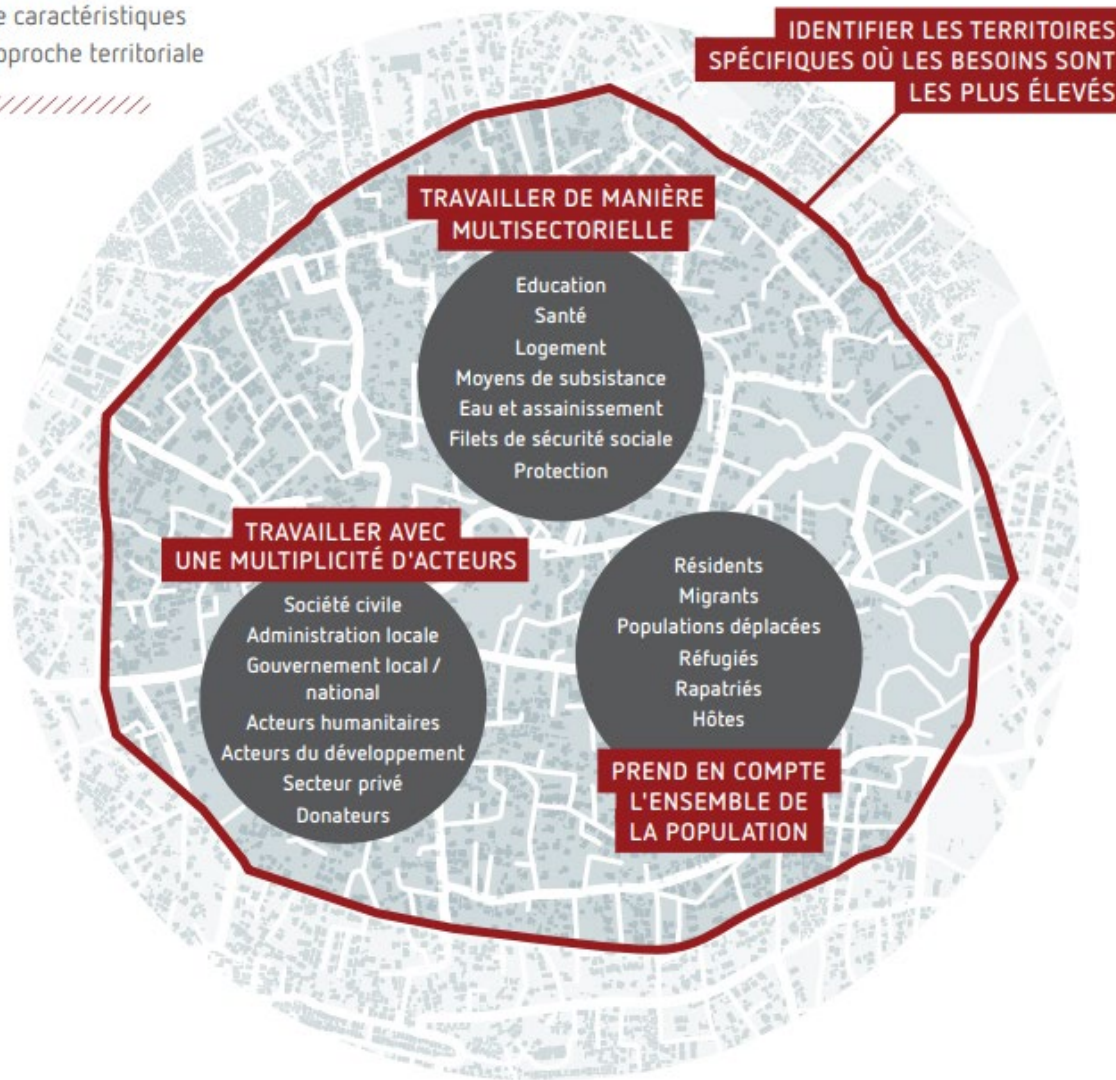 e caractéristiques
pproche territoriale
IDENTIFIER LES TERRITOIRES
SPÉCIFIQUES OÙ LES BESOINS SONT
LES PLUS ÉLEVÉS
TRAVAILLER DE MANIÈRE
MULTISECTORIELLE
Education
Santé
Logement
Moyens de subsistance
Eau et assainissement
Filets de sécurité sociale
Protection
TRAVAILLER AVEC
UNE MULTIPLICITÉ D'ACTEURS
Société civile
Administration locale
Gouvernement local /
national
Acteurs humanitaires
Acteurs du développement
Secteur privé
Donateurs
Résidents
Migrants
Populations déplacées
Réfugiés
Rapatriés
Hôtes
PREND EN COMPTE
L'ENSEMBLE DE
LA POPULATION